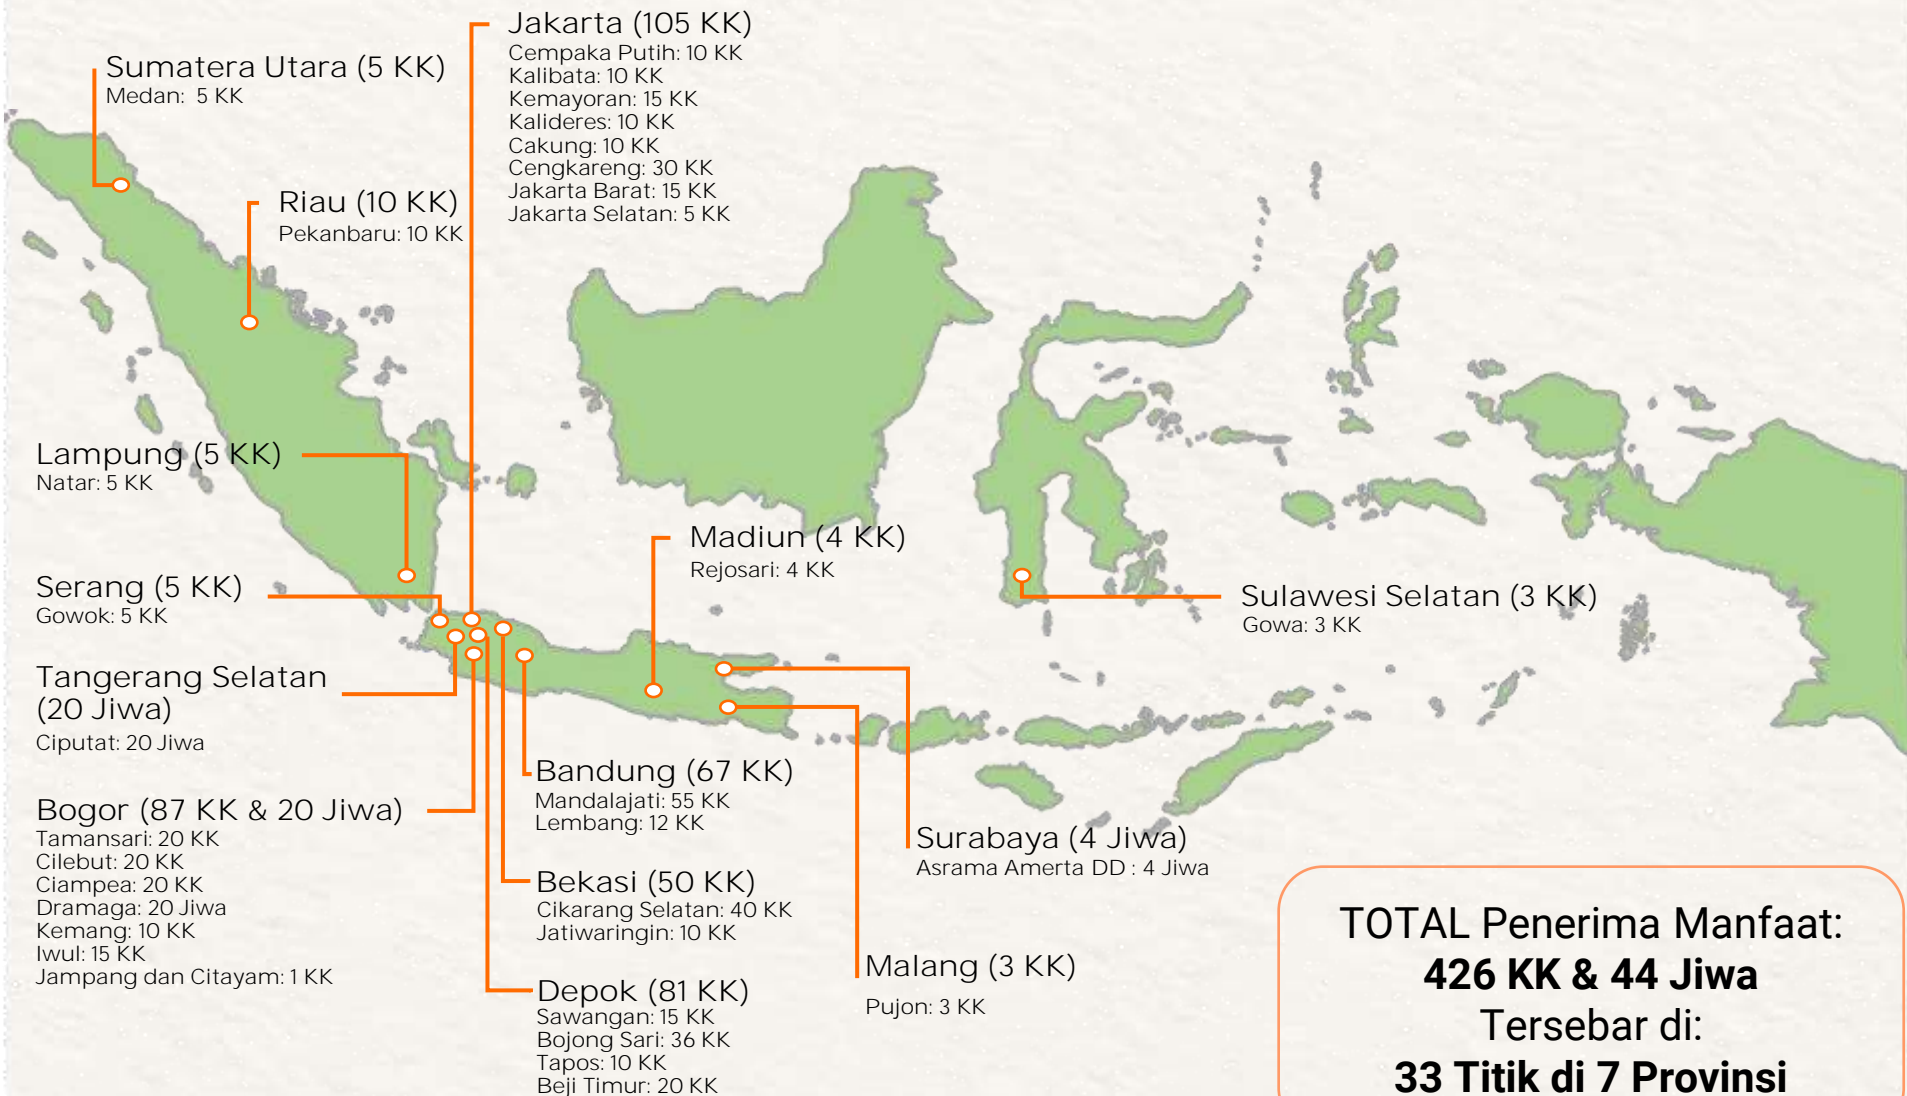 Jakarta (105 KK)
Cempaka Putih: 10 KK
Kalibata: 10 KK
Kemayoran: 15 KK
Kalideres: 10 KK
Cakung: 10 KK
Cengkareng: 30 KK
Jakarta Barat: 15 KK
Jakarta Selatan: 5 KK
Sumatera Utara (5 KK)
Medan: 5 KK
Riau (10 KK)
Pekanbaru: 10 KK
Lampung (5 KK)
Natar: 5 KK
Serang (5 KK)
Gowok: 5 KK
Tangerang Selatan
(20 Jiwa)
Ciputat: 20 Jiwa
Bogor (87 KK & 20 Jiwa)
Tamansari: 20 KK
Cilebut: 20 KK
Ciampea: 20 KK
Dramaga: 20 Jiwa
Kemang: 10 KK
Iwul: 15 KK
Jampang dan Citayam: 1 KK
Madiun (4 KK)
Rejosari: 4 KK
Sulawesi Selatan (3 KK)
Gowa: 3 KK
Bandung (67 KK)
Mandalajati: 55 KK
Lembang: 12 KK
Bekasi (50 KK)
Cikarang Selatan: 40 KK
Jatiwaringin: 10 KK
Depok (81 KK)
Sawangan: 15 KK
Bojong Sari: 36 KK
Tapos: 10 KK
Beji Timur: 20 KK
Surabaya (4 Jiwa)
Asrama Amerta DD : 4 Jiwa
Malang (3 KK)
Pujon: 3 KK
TOTAL Penerima Manfaat:
426 KK & 44 Jiwa
Tersebar di:
33 Titik di 7 Provinsi